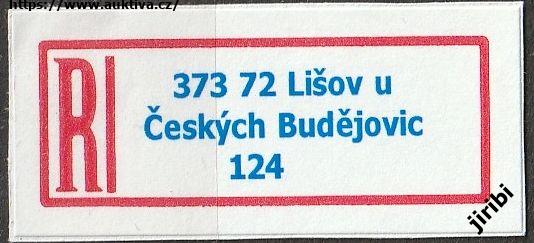 https://www.auktiva.cz/
R
373 72 Lišov u
Českých Budějovic
124
jiribi